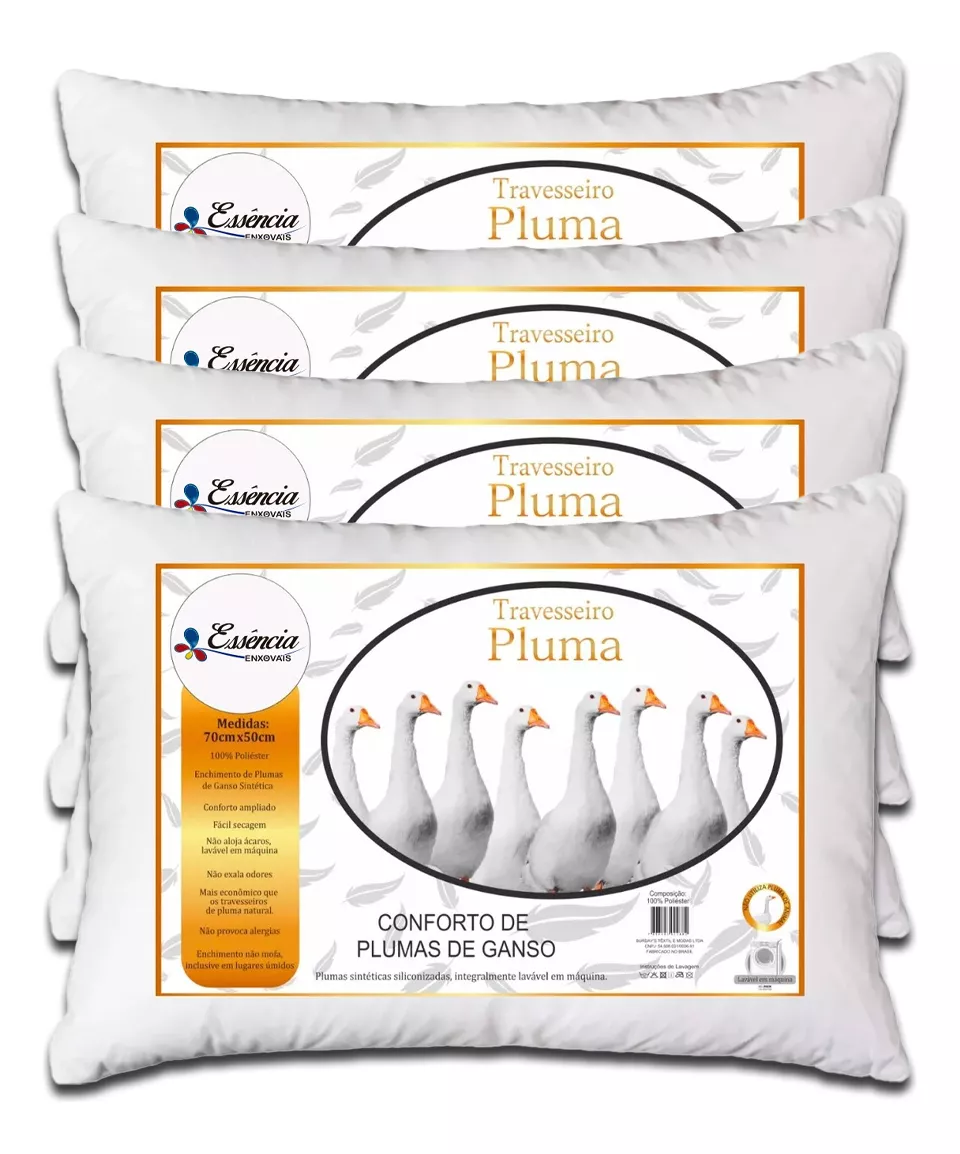 Essência
ENXOVAIS
Travesseiro
Pluma
Essência
Travesseiro
Pluma
Essência
ENXOVAIS
Travesseiro
Pluma
Essência
ENXOVAIS
Travesseiro
Pluma
Medidas:
70cmx50cm
100% Poliéster
Enchimento de Plumas
de Ganso Sintética
Conforto ampliado
Fácil secagem
Não aloja ácaros,
lavável em máquina
Não exala odores
Mais econômico que
os travesseiros
de pluma natural.
Não provoca alergias
Enchimento não mofa,
inclusive em lugares úmidos
CONFORTO DE
PLUMAS DE GANSO
Plumas sintéticas siliconizadas, integralmente lavável em máquina.
Composição:
100% Poliéster
FABRICADO NO BRASIL
Instruções de Lavagem
Lavável em máquina